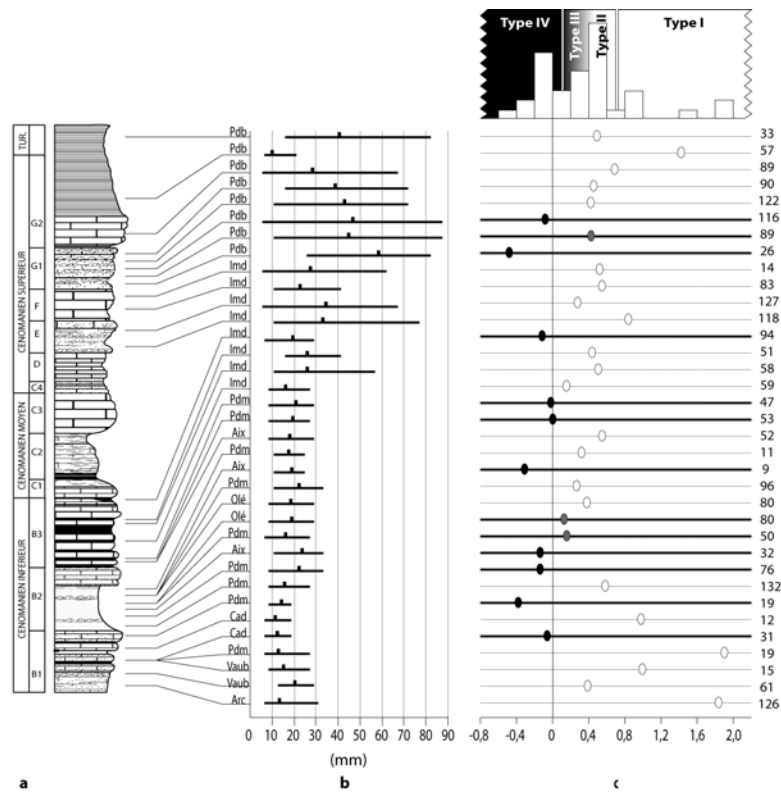 Type IV Type III Type II Type I
TUR.
CENOMANIEN SUPERIEUR
CENOMANIEN MOYEN
CENOMANIEN INFERIEUR
G2
G1
F
E
D
C4
C3
C2
C1
B3
B2
B1
Pdb 33
Pdb 57
Pdb 89
Pdb 90
Pdb 122
Pdb 116
Pdb 89
Pdb 26
Imd 14
Imd 83
Imd 127
Imd 118
Imd 94
Imd 51
Imd 58
Imd 59
Pdm 47
Pdm 53
Aix 52
Pdm 11
Aix 9
Pdm 96
Olé 80
Olé 80
Pdm 50
Aix 32
Pdm 76
Pdm 132
Pdm 19
Cad 12
Cad 31
Pdm 19
Vaub 15
Vaub 61
Arc 126
0 10 20 30 40 50 60 70 80 90
(mm)
-0,8 -0,4 0 0,4 0,8 1,2 1,6 2,0
a b c